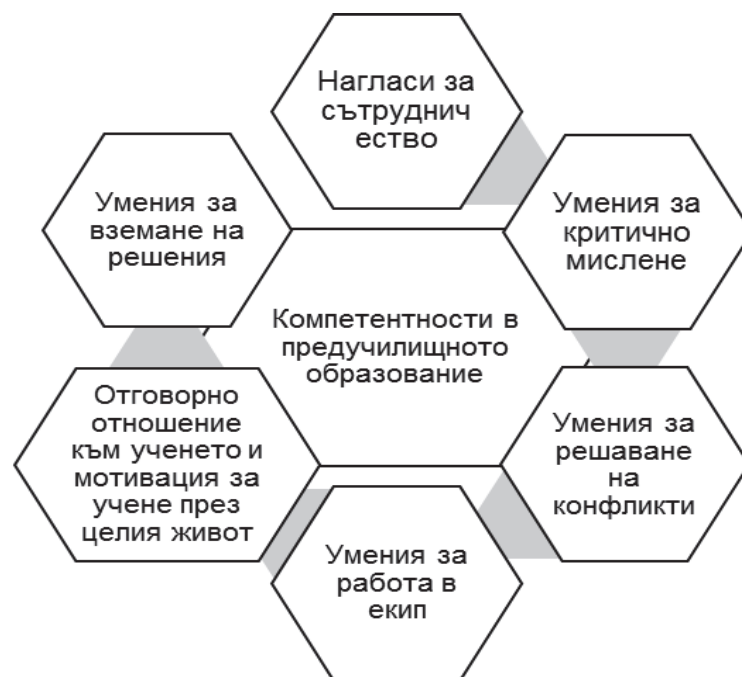 Нагласи за
сътруднич
ество
Умения за
критично
мислене
Умения за
решаване
на
конфликти
Умения за
работа в
екип
Отговорно
отношение
към ученето и
мотивация за
учене през
целия живот
Умения за
вземане на
решения
Компетентности в
предучилищното
образование